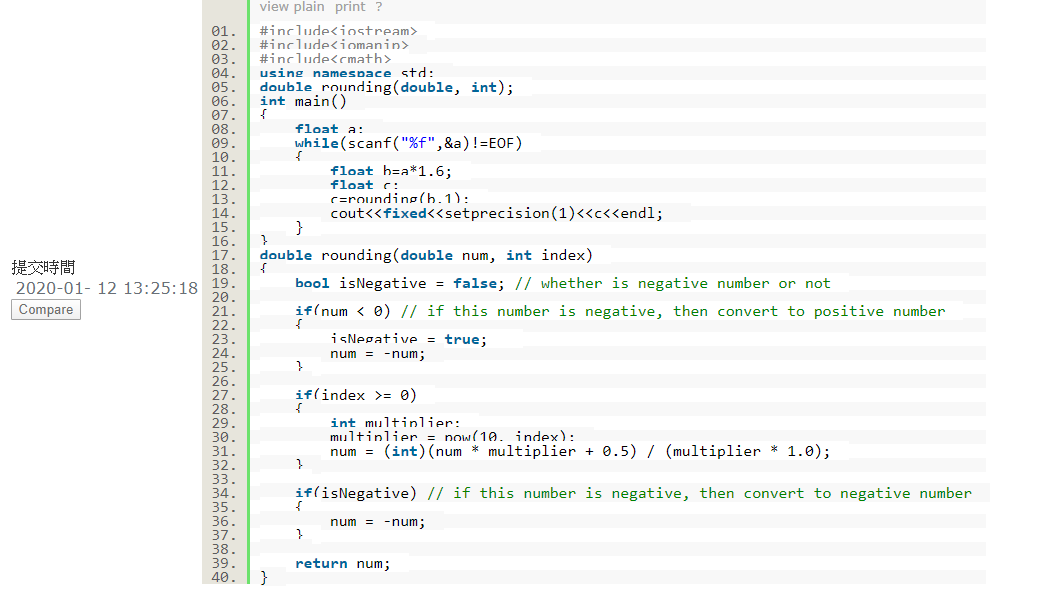 view plain print ?
01. #include<iostream>
02. #include<iomanip>
03. #include<cmath>
04. using namespace std;
05. double rounding(double, int);
06. int main()
07. {
08. float a;
09. while(scanf("%f",&a)!=EOF)
10. {
11. float b=a*1.6;
12. float c;
13. c=rounding(b,1);
14. cout<<fixed<<setprecision(1)<<c<<endl;
15. }
16. }
17. double rounding(double num, int index)
18. {
提交時間
19. bool isNegative = false; // whether is negative number or not
2020-01- 12 13:25:18
20.
Compare
21. if(num < 0) // if this number is negative, then convert to positive number
22. {
23. isNegative = true;
24. num = -num;
25. }
26.
27. if(index >= 0)
28. {
29. int multiplier;
30. multiplier = pow(10, index);
31. num = (int)(num * multiplier + 0.5) / (multiplier * 1.0);
32. }
33.
34. if(isNegative) // if this number is negative, then convert to negative number
35. {
36. num = -num;
37. }
38.
39. return num;
40. }